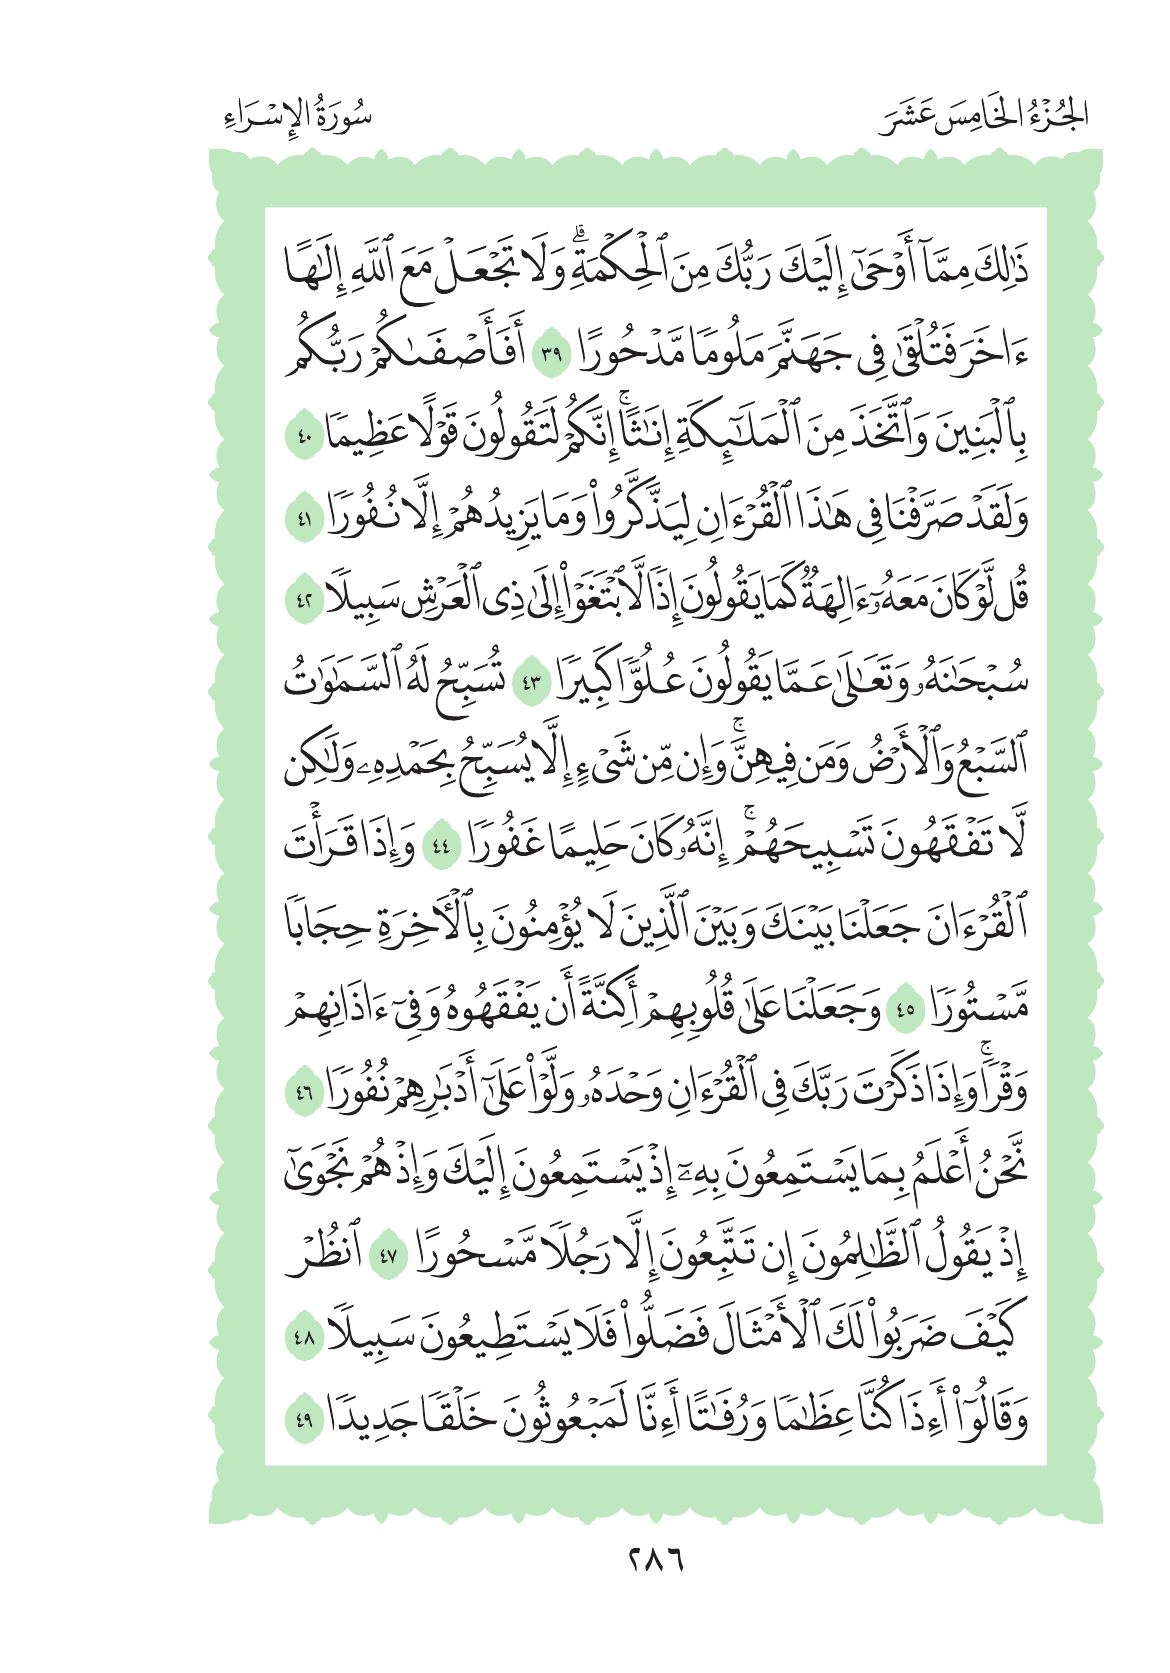 الجُزْءُ الخَامِسَ عَشَرَ
سُورَةُ الإِسْرَاءِ
ذَٰلِكَ مِمَّآ أَوْحَىٰٓ إِلَيْكَ رَبُّكَ مِنَ ٱلْحِكْمَةِۗ وَلَا تَجْعَلْ مَعَ ٱللَّهِ إِلَٰهًا
ءَاخَرَ فَتُلْقَىٰ فِى جَهَنَّمَ مَلُومًا مَّدْحُورًا ٣٩ أَفَأَصْفَىٰكُمْ رَبُّكُم
بِٱلْبَنِينَ وَٱتَّخَذَ مِنَ ٱلْمَلَٰٓئِكَةِ إِنَٰثًاۚ إِنَّكُمْ لَتَقُولُونَ قَوْلًا عَظِيمًا ٤٠
وَلَقَدْ صَرَّفْنَا فِى هَٰذَا ٱلْقُرْءَانِ لِيَذَّكَّرُوا۟ وَمَا يَزِيدُهُمْ إِلَّا نُفُورًا ٤١
قُل لَّوْ كَانَ مَعَهُۥٓ ءَالِهَةٌ كَمَا يَقُولُونَ إِذًا لَّٱبْتَغَوْا۟ إِلَىٰ ذِى ٱلْعَرْشِ سَبِيلًا ٤٢
سُبْحَٰنَهُۥ وَتَعَٰلَىٰ عَمَّا يَقُولُونَ عُلُوًّا كَبِيرًا ٤٣ تُسَبِّحُ لَهُ ٱلسَّمَٰوَٰتُ
ٱلسَّبْعُ وَٱلْأَرْضُ وَمَن فِيهِنَّۚ وَإِن مِّن شَىْءٍ إِلَّا يُسَبِّحُ بِحَمْدِهِۦ وَلَٰكِن
لَّا تَفْقَهُونَ تَسْبِيحَهُمْۚ إِنَّهُۥ كَانَ حَلِيمًا غَفُورًا ٤٤ وَإِذَا قَرَأْتَ
ٱلْقُرْءَانَ جَعَلْنَا بَيْنَكَ وَبَيْنَ ٱلَّذِينَ لَا يُؤْمِنُونَ بِٱلْءَاخِرَةِ حِجَابًا
مَّسْتُورًا ٤٥ وَجَعَلْنَا عَلَىٰ قُلُوبِهِمْ أَكِنَّةً أَن يَفْقَهُوهُ وَفِىٓ ءَاذَانِهِمْ
وَقْرًاۚ وَإِذَا ذَكَرْتَ رَبَّكَ فِى ٱلْقُرْءَانِ وَحْدَهُۥ وَلَّوْا۟ عَلَىٰٓ أَدْبَٰرِهِمْ نُفُورًا ٤٦
نَّحْنُ أَعْلَمُ بِمَا يَسْتَمِعُونَ بِهِۦٓ إِذْ يَسْتَمِعُونَ إِلَيْكَ وَإِذْ هُمْ نَجْوَىٰٓ
إِذْ يَقُولُ ٱلظَّٰلِمُونَ إِن تَتَّبِعُونَ إِلَّا رَجُلًا مَّسْحُورًا ٤٧ ٱنظُرْ
كَيْفَ ضَرَبُوا۟ لَكَ ٱلْأَمْثَالَ فَضَلُّوا۟ فَلَا يَسْتَطِيعُونَ سَبِيلًا ٤٨
وَقَالُوٓا۟ أَءِذَا كُنَّا عِظَٰمًا وَرُفَٰتًا أَءِنَّا لَمَبْعُوثُونَ خَلْقًا جَدِيدًا ٤٩
٢٨٦